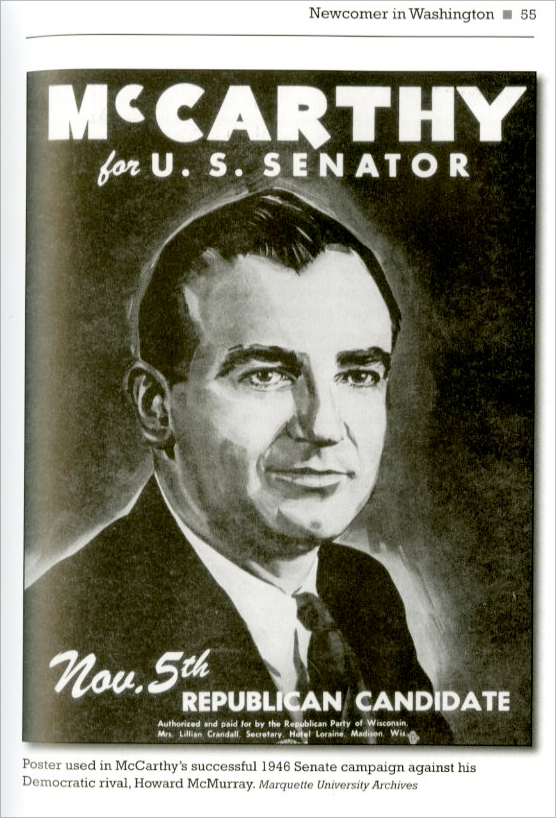 Newcomer in Washington ■ 55
McCARTHY
for U. S. SENATOR
Nov. 5th
REPUBLICAN CANDIDATE
Authorized and paid for by the Republican Party of Wisconsin,
Mrs. Lillian Crandall, Secretary, Hotel Loraine, Madison, Wis.
Poster used in McCarthy's successful 1946 Senate campaign against his
Democratic rival, Howard McMurray. Marquette University Archives